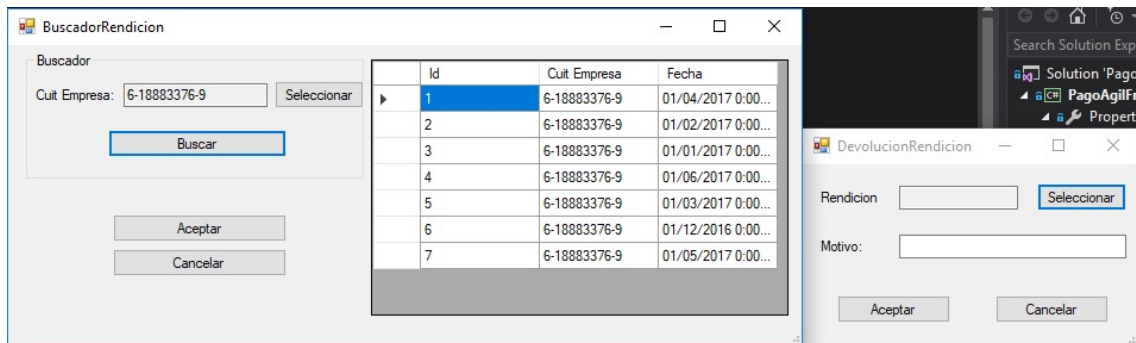 BuscadorRendicion
Buscador
Cuit Empresa: 6-18883376-9 Seleccionar
Buscar
Aceptar
Cancelar
Id Cuit Empresa Fecha
1 6-18883376-9 01/04/2017 0:00...
2 6-18883376-9 01/02/2017 0:00...
3 6-18883376-9 01/01/2017 0:00...
4 6-18883376-9 01/06/2017 0:00...
5 6-18883376-9 01/03/2017 0:00...
6 6-18883376-9 01/12/2016 0:00...
7 6-18883376-9 01/05/2017 0:00...
Search Solution Exp
Solution 'Pago
C# PagoAgilFr
Propert
DevolucionRendicion
Rendicion Seleccionar
Motivo:
Aceptar Cancelar